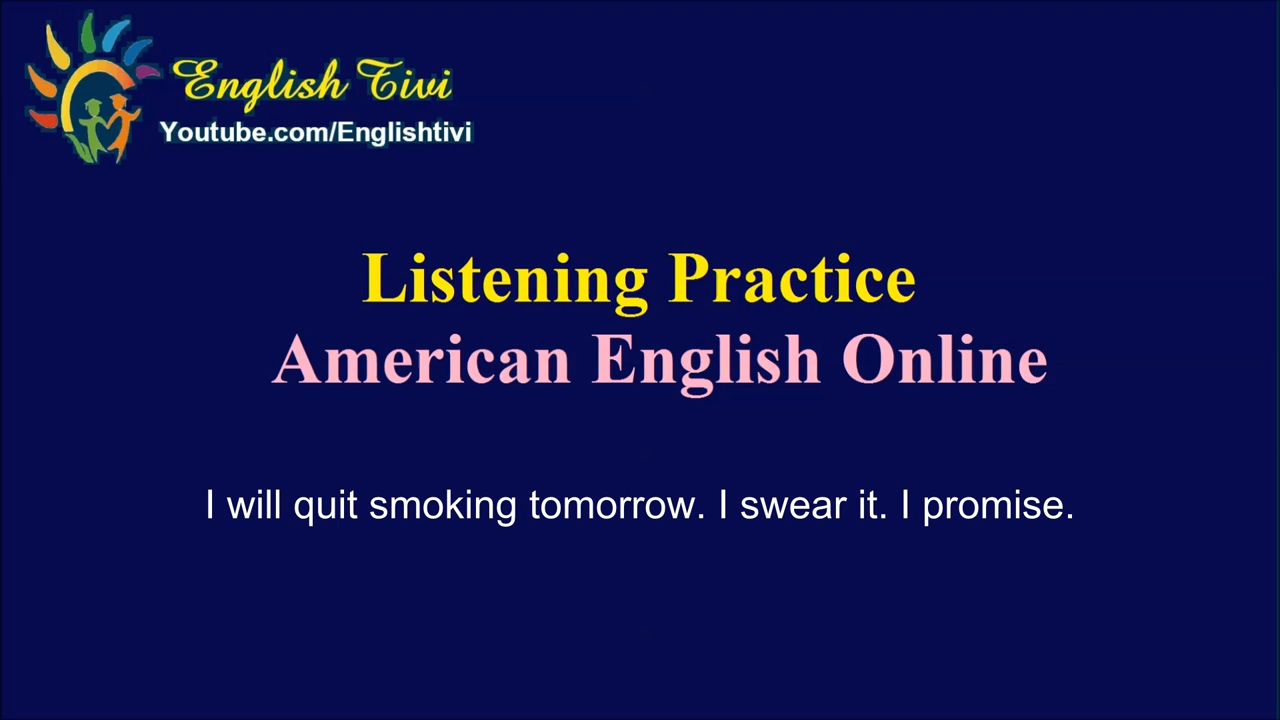 English Tivi
Youtube.com/Englishtivi
Listening Practice
American English Online
I will quit smoking tomorrow. I swear it. I promise.